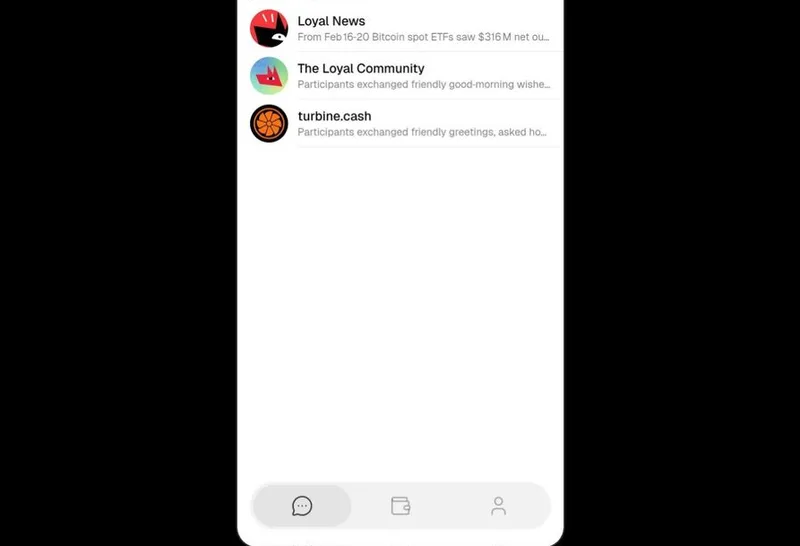 Loyal News
From Feb 16-20 Bitcoin spot ETFs saw $316 M net ou...
The Loyal Community
Participants exchanged friendly good-morning wishe...
turbine.cash
Participants exchanged friendly greetings, asked ho...